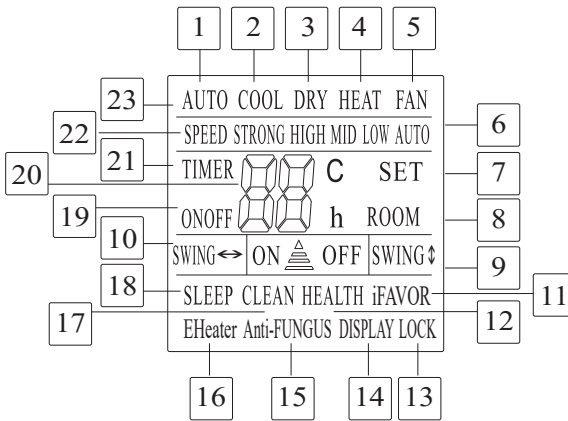 1 2 3 4 5
23 AUTO COOL DRY HEAT FAN
22 SPEED STRONG HIGH MID LOW AUTO 6
21 TIMER 88 C SET 7
20
19 ONOFF h ROOM 8
10 SWING ↔ ON OFF SWING ↕ 9
18 SLEEP CLEAN HEALTH iFAVOR 11
17 12
EHeater Anti-FUNGUS DISPLAY LOCK
16 15 14 13